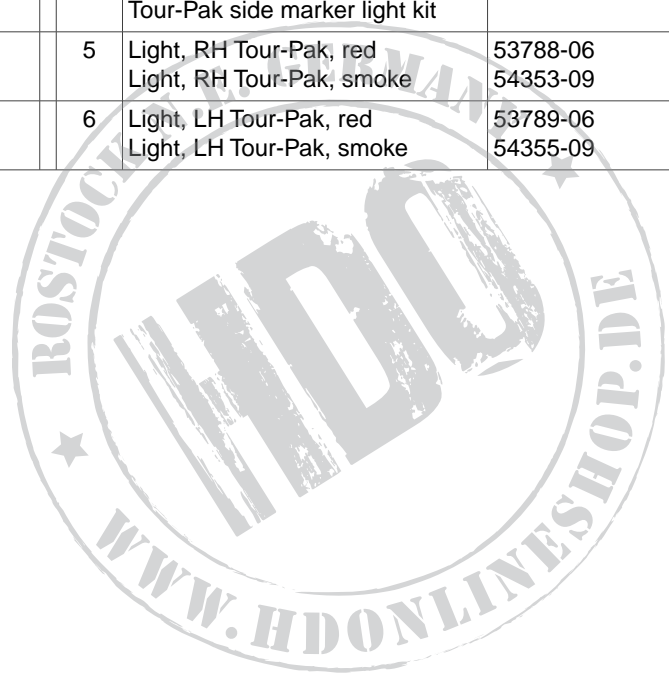 Tour-Pak side marker light kit
5 Light, RH Tour-Pak, red 53788-06
Light, RH Tour-Pak, smoke 54353-09
6 Light, LH Tour-Pak, red 53789-06
Light, LH Tour-Pak, smoke 54355-09
ROSTOCK N.E. GERMANY
HDO
WWW.HDONLINESHOP.DE